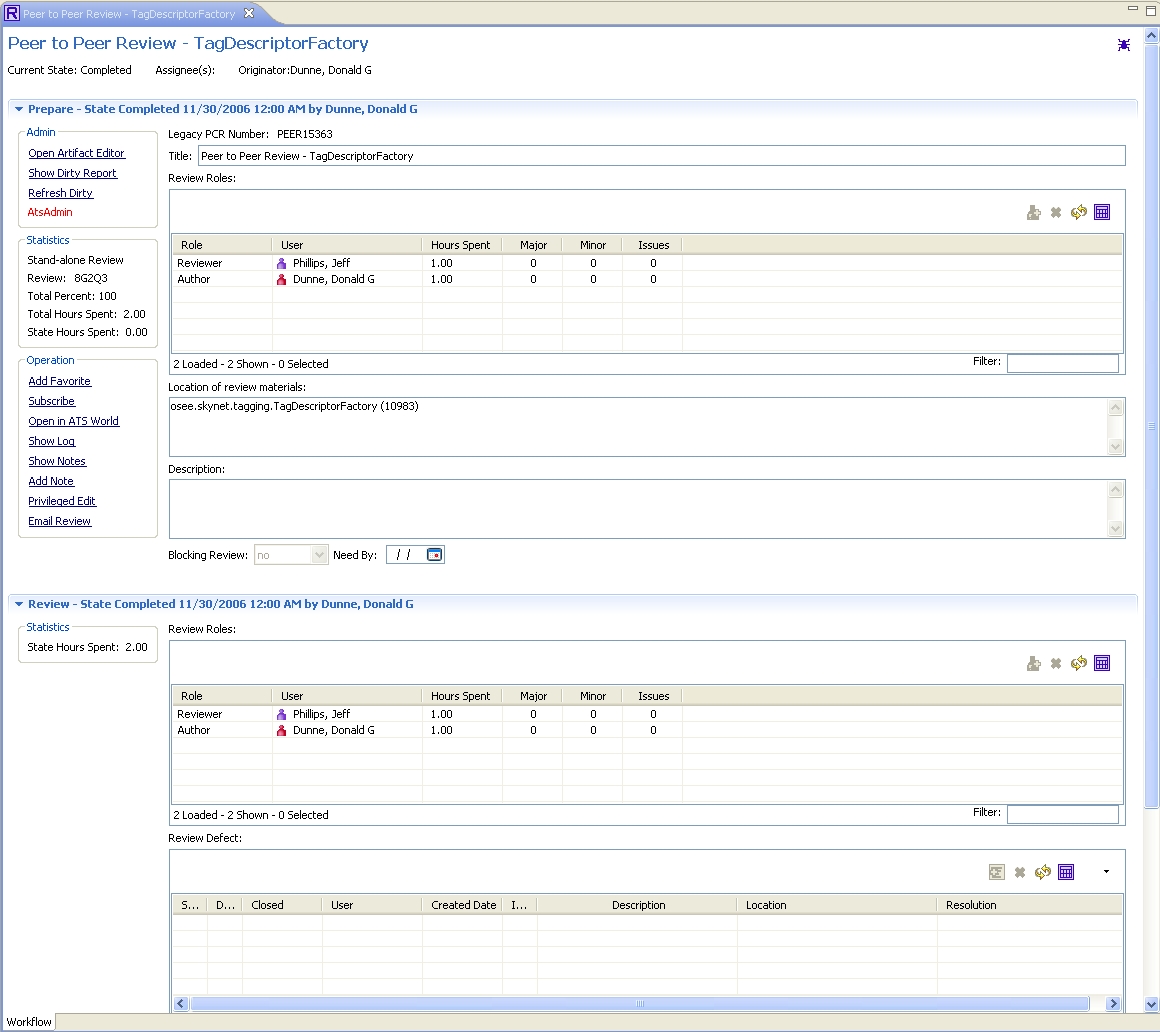 Peer to Peer Review - TagDescriptorFactory
Peer to Peer Review - TagDescriptorFactory
Current State: Completed Assignee(s): Originator:Dunne, Donald G
Prepare - State Completed 11/30/2006 12:00 AM by Dunne, Donald G
Admin
Open Artifact Editor
Show Dirty Report
Refresh Dirty
AtsAdmin
Statistics
Stand-alone Review
Review: 8G2Q3
Total Percent: 100
Total Hours Spent: 2.00
State Hours Spent: 0.00
Operation
Add Favorite
Subscribe
Open in ATS World
Show Log
Show Notes
Add Note
Privileged Edit
Email Review
Legacy PCR Number: PEER15363
Title: Peer to Peer Review - TagDescriptorFactory
Review Roles:
Role User Hours Spent Major Minor Issues
Reviewer Phillips, Jeff 1.00 0 0 0
Author Dunne, Donald G 1.00 0 0 0
2 Loaded - 2 Shown - 0 Selected Filter:
Location of review materials:
osee.skynet.tagging.TagDescriptorFactory (10983)
Description:
Blocking Review: no Need By: / /
Review - State Completed 11/30/2006 12:00 AM by Dunne, Donald G
Statistics
State Hours Spent: 2.00
Review Roles:
Role User Hours Spent Major Minor Issues
Reviewer Phillips, Jeff 1.00 0 0 0
Author Dunne, Donald G 1.00 0 0 0
2 Loaded - 2 Shown - 0 Selected Filter:
Review Defect:
S... D... Closed User Created Date I... Description Location Resolution
Workflow